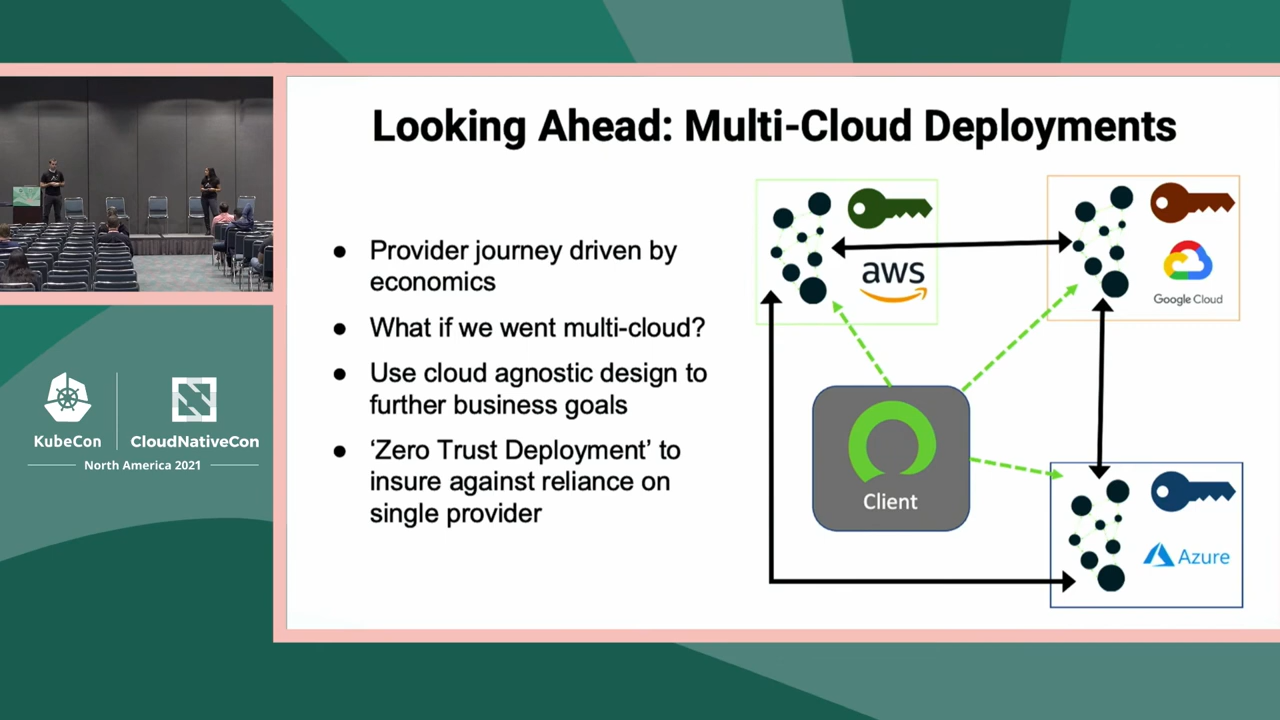 Looking Ahead: Multi-Cloud Deployments
● Provider journey driven by
economics
● What if we went multi-cloud?
● Use cloud agnostic design to
further business goals
● ‘Zero Trust Deployment’ to
insure against reliance on
single provider
aws
Google Cloud
Client
Azure
KubeCon
CloudNativeCon
North America 2021